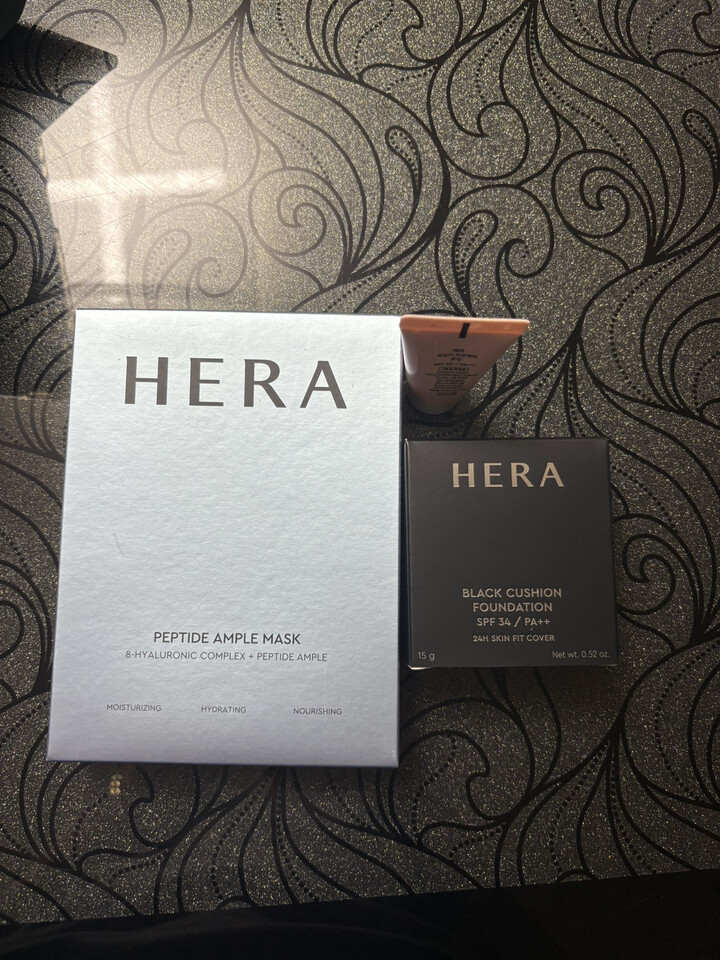 HERA
PEPTIDE AMPLE MASK
8-HYALURONIC COMPLEX + PEPTIDE AMPLE
MOISTURIZING HYDRATING NOURISHING
HERA
BLACK CUSHION
FOUNDATION
SPF 34 / PA++
24H SKIN FIT COVER
15 g Net wt. 0.52 oz.